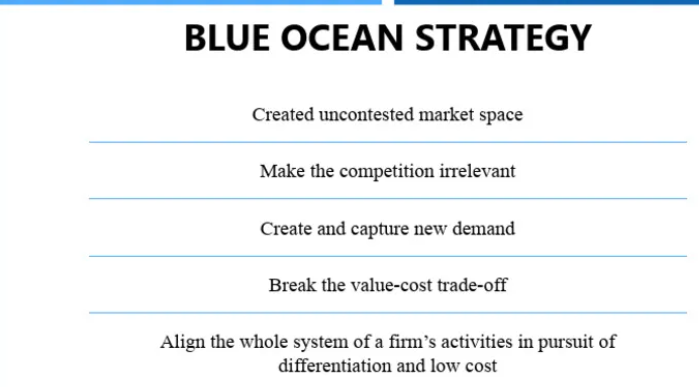 BLUE OCEAN STRATEGY
Created uncontested market space
Make the competition irrelevant
Create and capture new demand
Break the value-cost trade-off
Align the whole system of a firm’s activities in pursuit of
differentiation and low cost